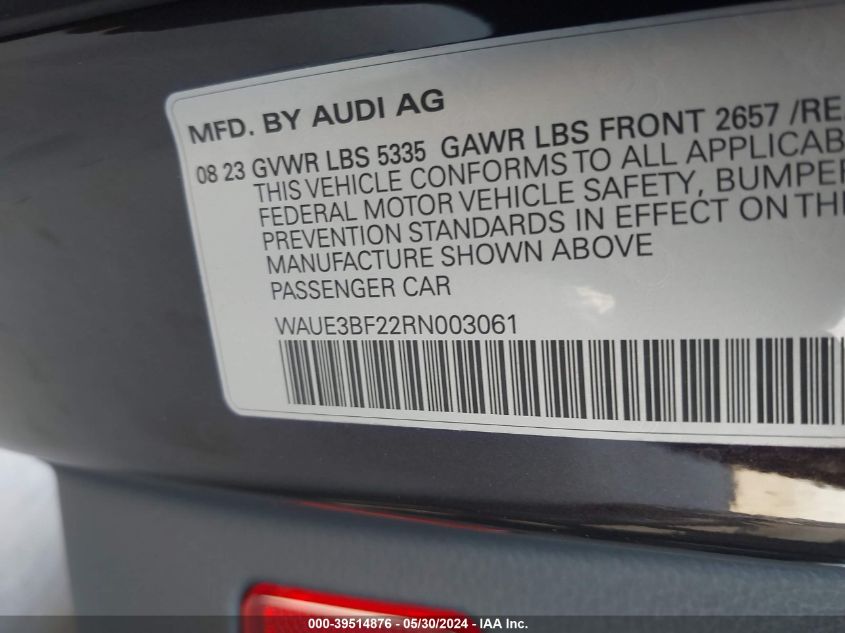 MFD. BY AUDI AG
08 23 GVWR LBS 5335 GAWR LBS FRONT 2657 /RE
THIS VEHICLE CONFORMS TO ALL APPLICAB
FEDERAL MOTOR VEHICLE SAFETY, BUMPER
PREVENTION STANDARDS IN EFFECT ON TH
MANUFACTURE SHOWN ABOVE
PASSENGER CAR
WAUE3BF22RN003061
000-39514876 - 05/30/2024 - IAA, Inc.